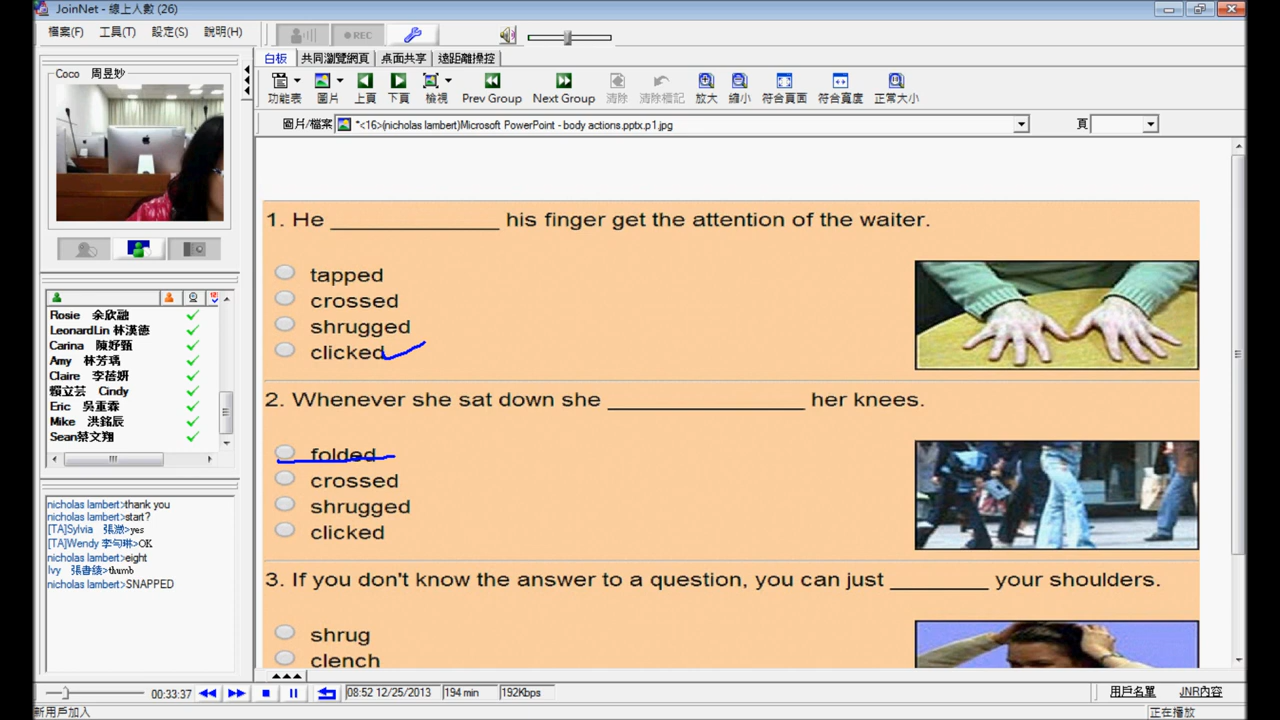 JoinNet - 線上人數 (26)
檔案(F) 工具(T) 設定(S) 說明(H)
REC
白板 共同瀏覽網頁 桌面共享 遠距離操控
功能表 圖片 上頁 下頁 檢視 Prev Group Next Group 清除 清除標記 放大 縮小 符合頁面 符合寬度 正常大小
圖片/檔案 *<16>(nicholas lambert)Microsoft PowerPoint - body actions.pptx.p1.jpg 頁
Coco 周昱妙
Rosie 余欣融
LeonardLin 林漢德
Carina 陳妤甄
Amy 林芳瑀
Claire 李蓓妍
賴立芸 Cindy
Eric 吳重霖
Mike 洪銘辰
Sean蔡文翔
nicholas lambert>thank you
nicholas lambert>start?
[TA]Sylvia 張瀓>yes
[TA]Wendy 李句琳>OK
nicholas lambert>eight
Ivy 張書綾>thumb
nicholas lambert>SNAPPED
1. He ______________ his finger get the attention of the waiter.
tapped
crossed
shrugged
clicked
2. Whenever she sat down she ________________ her knees.
folded
crossed
shrugged
clicked
3. If you don't know the answer to a question, you can just ________ your shoulders.
shrug
clench
00:33:37 08:52 12/25/2013 194 min 192Kbps 用戶名單 JNR內容
新用戶加入 正在播放